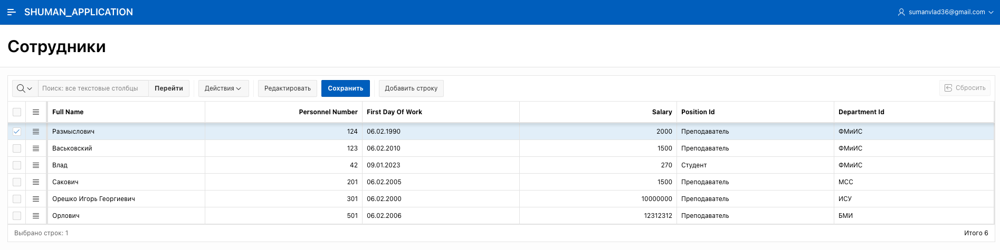 SHUMAN_APPLICATION sumanvlad36@gmail.com
Сотрудники
Поиск: все текстовые столбцы Перейти Действия Редактировать Сохранить Добавить строку Сбросить
Full Name Personnel Number First Day Of Work Salary Position Id Department Id
Размыслович 124 06.02.1990 2000 Преподаватель ФМиИС
Васьковский 123 06.02.2010 1500 Преподаватель ФМиИС
Влад 42 09.01.2023 270 Студент ФМиИС
Сакович 201 06.02.2005 1500 Преподаватель МСС
Орешко Игорь Георгиевич 301 06.02.2000 10000000 Преподаватель ИСУ
Орлович 501 06.02.2006 12312312 Преподаватель БМИ
Выбрано строк: 1 Итого 6